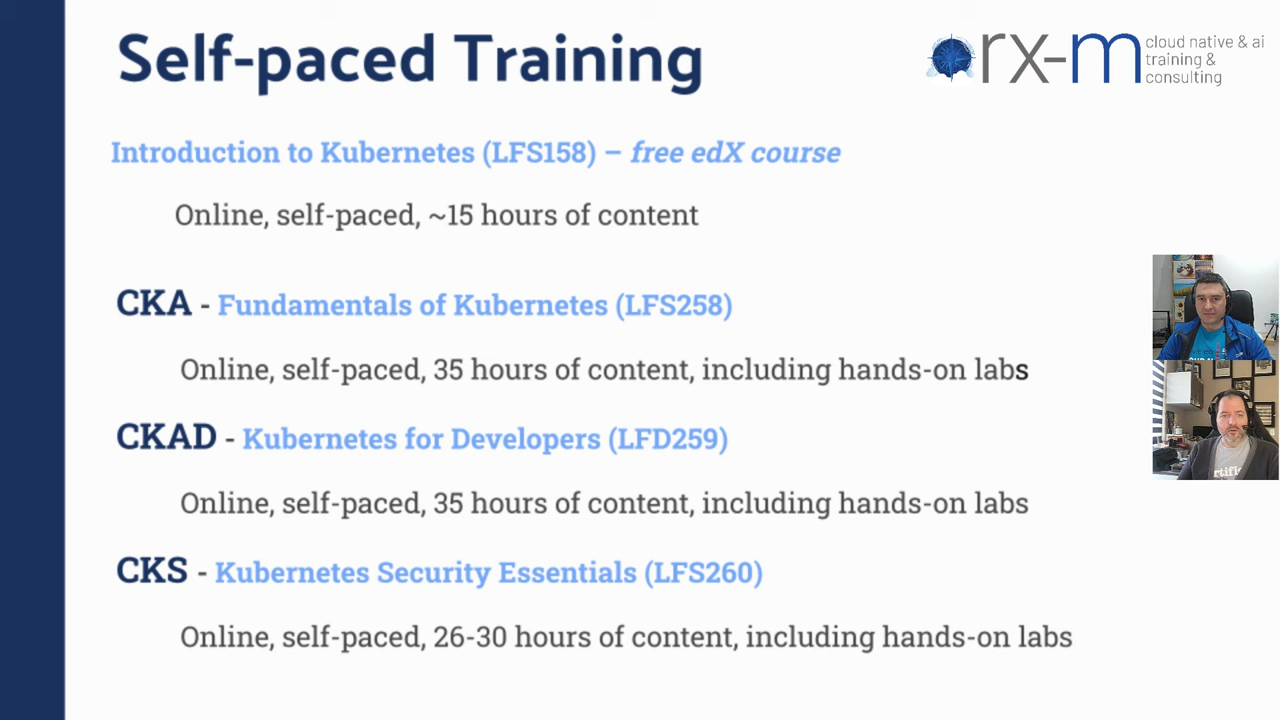 Self-paced Training
rx-m
cloud native & ai
training &
consulting
Introduction to Kubernetes (LFS158) – free edX course
Online, self-paced, ~15 hours of content
CKA - Fundamentals of Kubernetes (LFS258)
Online, self-paced, 35 hours of content, including hands-on labs
CKAD - Kubernetes for Developers (LFD259)
Online, self-paced, 35 hours of content, including hands-on labs
CKS - Kubernetes Security Essentials (LFS260)
Online, self-paced, 26-30 hours of content, including hands-on labs